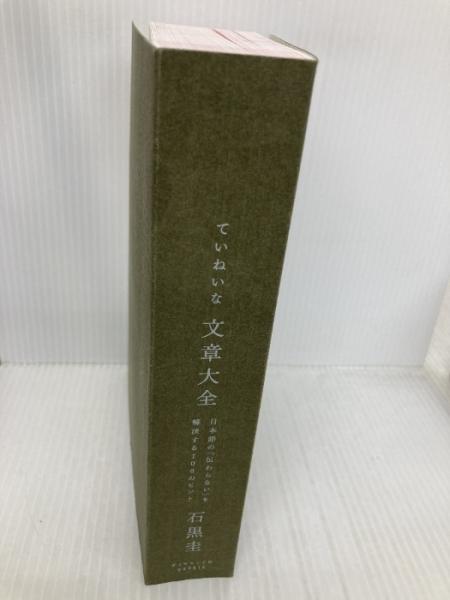 ていねいな
文章大全
日本語の「伝わらない」を
解決する108のヒント
石黒圭